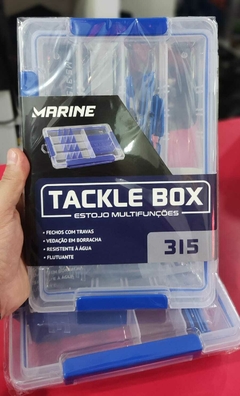 MARINE
TACKLE BOX
ESTOJO MULTIFUNÇÕES
• FECHOS COM TRAVAS
• VEDAÇÃO EM BORRACHA
• RESISTENTE À ÁGUA
• FLUTUANTE
315